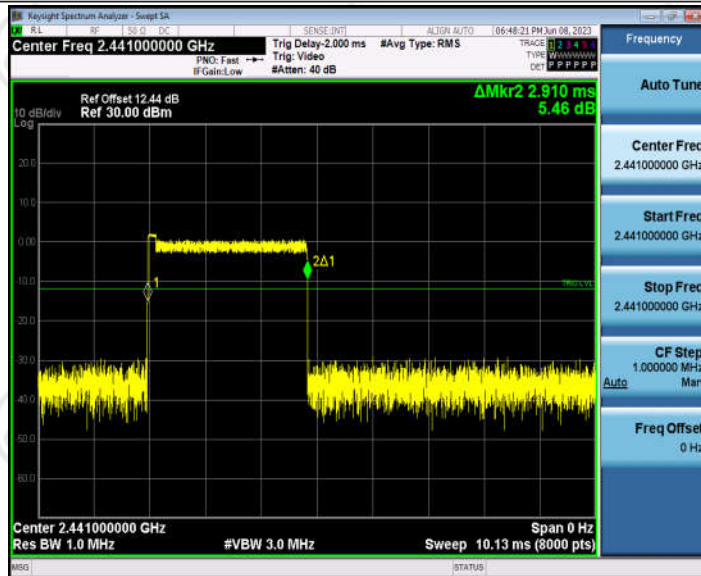 Keysight Spectrum Analyzer - Swept SA
RL RF 50 Ω DC SENSE:INT ALIGN AUTO 06:48:21 PM Jun 08, 2023
Center Freq 2.441000000 GHz
PNO: Fast
IFGain:Low
Trig Delay-2.000 ms
Trig: Video
#Atten: 40 dB
#Avg Type: RMS
TRACE 1 2 3 4 5 6
TYPE WWWWWW
DET P P P P P P
Frequency
Ref Offset 12.44 dB
10 dB/div Ref 30.00 dBm
Log
ΔMkr2 2.910 ms
5.46 dB
20.0
10.0
0.00
-10.0
-20.0
-30.0
-40.0
-50.0
-60.0
1
2Δ1
TRIG LVL
Auto Tune
Center Freq
2.441000000 GHz
Start Freq
2.441000000 GHz
Stop Freq
2.441000000 GHz
CF Step
1.000000 MHz
Auto Man
Freq Offset
0 Hz
Center 2.441000000 GHz Span 0 Hz
Res BW 1.0 MHz #VBW 3.0 MHz Sweep 10.13 ms (8000 pts)
MSG STATUS